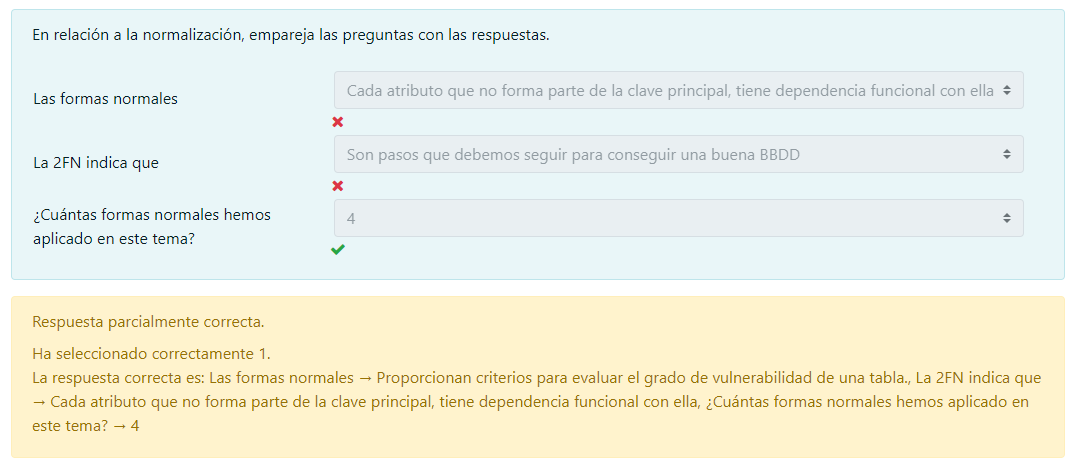 En relación a la normalización, empareja las preguntas con las respuestas.
Las formas normales
Cada atributo que no forma parte de la clave principal, tiene dependencia funcional con ella
La 2FN indica que
Son pasos que debemos seguir para conseguir una buena BBDD
¿Cuántas formas normales hemos
aplicado en este tema?
4
Respuesta parcialmente correcta.
Ha seleccionado correctamente 1.
La respuesta correcta es: Las formas normales → Proporcionan criterios para evaluar el grado de vulnerabilidad de una tabla., La 2FN indica que
→ Cada atributo que no forma parte de la clave principal, tiene dependencia funcional con ella, ¿Cuántas formas normales hemos aplicado en
este tema? → 4